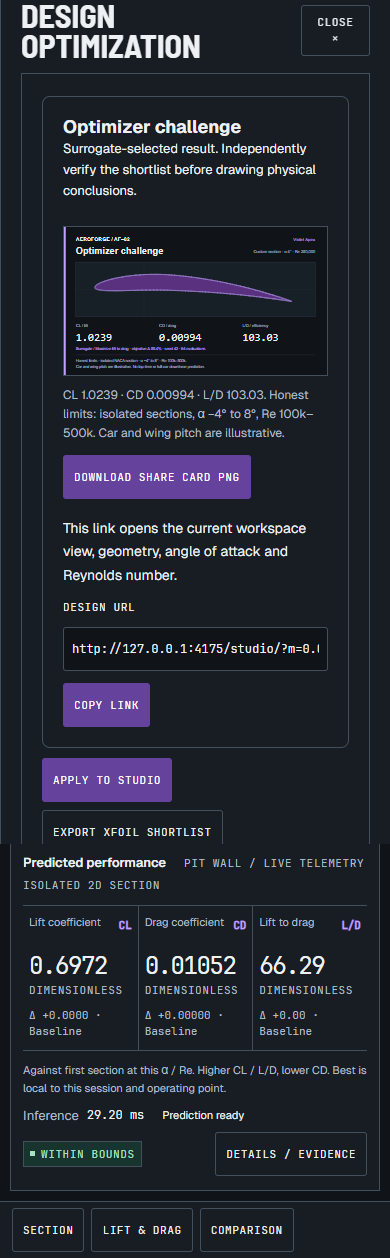 DESIGN
OPTIMIZATION
CLOSE
×
Optimizer challenge
Surrogate-selected result. Independently
verify the shortlist before drawing physical
conclusions.
AEROFORGE / AF-02
Violet Apex
Optimizer challenge
CL / lift
CD / drag
L/D / efficiency
1.0239
0.00994
103.03
CL 1.0239 · CD 0.00994 · L/D 103.03. Honest
limits: isolated sections, α −4° to 8°, Re 100k–
500k. Car and wing pitch are illustrative.
DOWNLOAD SHARE CARD PNG
This link opens the current workspace
view, geometry, angle of attack and
Reynolds number.
DESIGN URL
http://127.0.0.1:4175/studio/?m=0.0
COPY LINK
APPLY TO STUDIO
EXPORT XFOIL SHORTLIST
Predicted performance PIT WALL / LIVE TELEMETRY
ISOLATED 2D SECTION
Lift coefficient CL
Drag coefficient CD
Lift to drag L/D
0.6972
0.01052
66.29
DIMENSIONLESS
DIMENSIONLESS
DIMENSIONLESS
Δ +0.0000 ·
Baseline
Δ +0.00000 ·
Baseline
Δ +0.00 ·
Baseline
Against first section at this α / Re. Higher CL / L/D, lower CD. Best is
local to this session and operating point.
Inference 29.20 ms Prediction ready
WITHIN BOUNDS
DETAILS / EVIDENCE
SECTION
LIFT & DRAG
COMPARISON